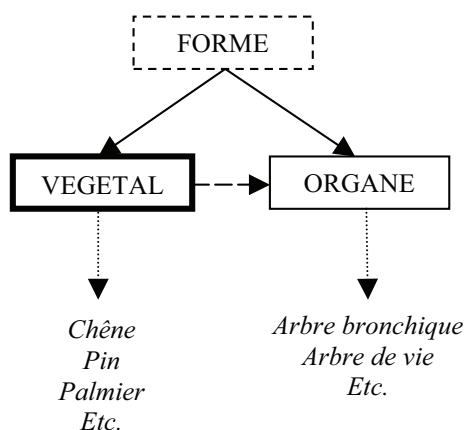 FORME
VEGETAL
ORGANE
Chêne
Pin
Palmier
Etc.
Arbre bronchique
Arbre de vie
Etc.